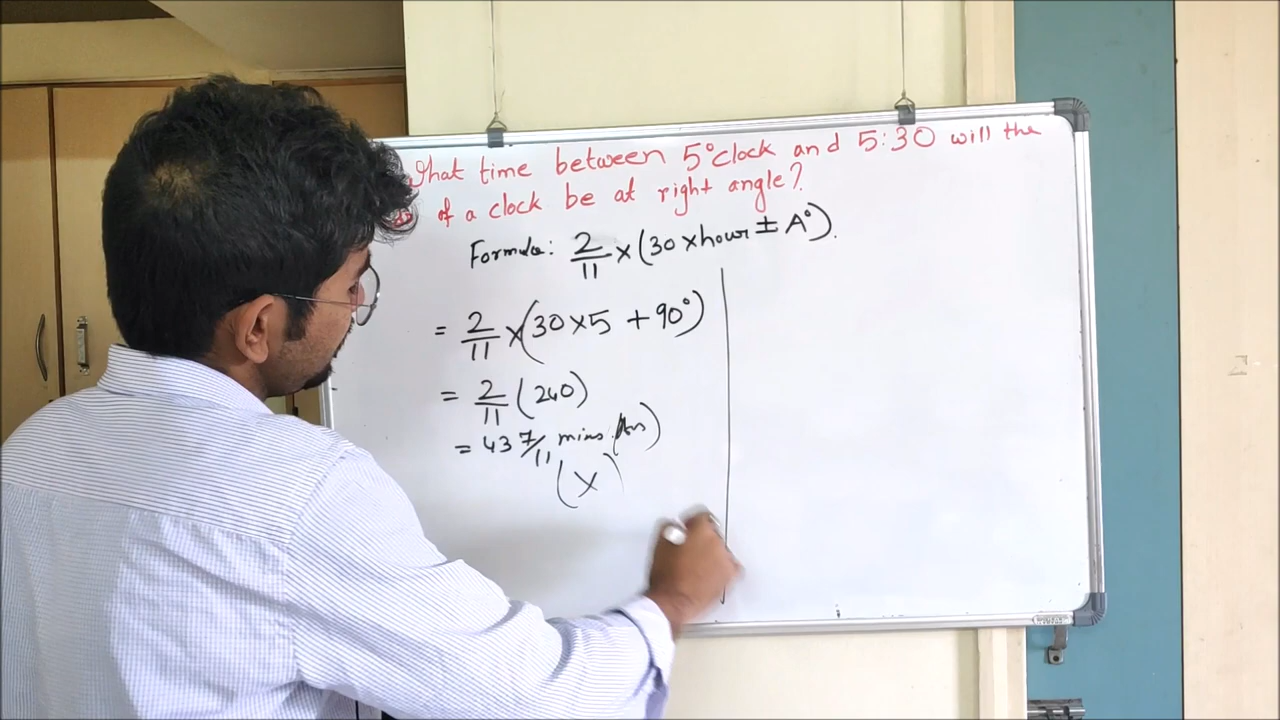 What time between 5°clock and 5:30 will the
of a clock be at right angle?
Formula: 2/11 × (30 × hour ± A°).
= 2/11 × (30 × 5 + 90°)
= 2/11 (240)
= 43 7/11 mins
(X)